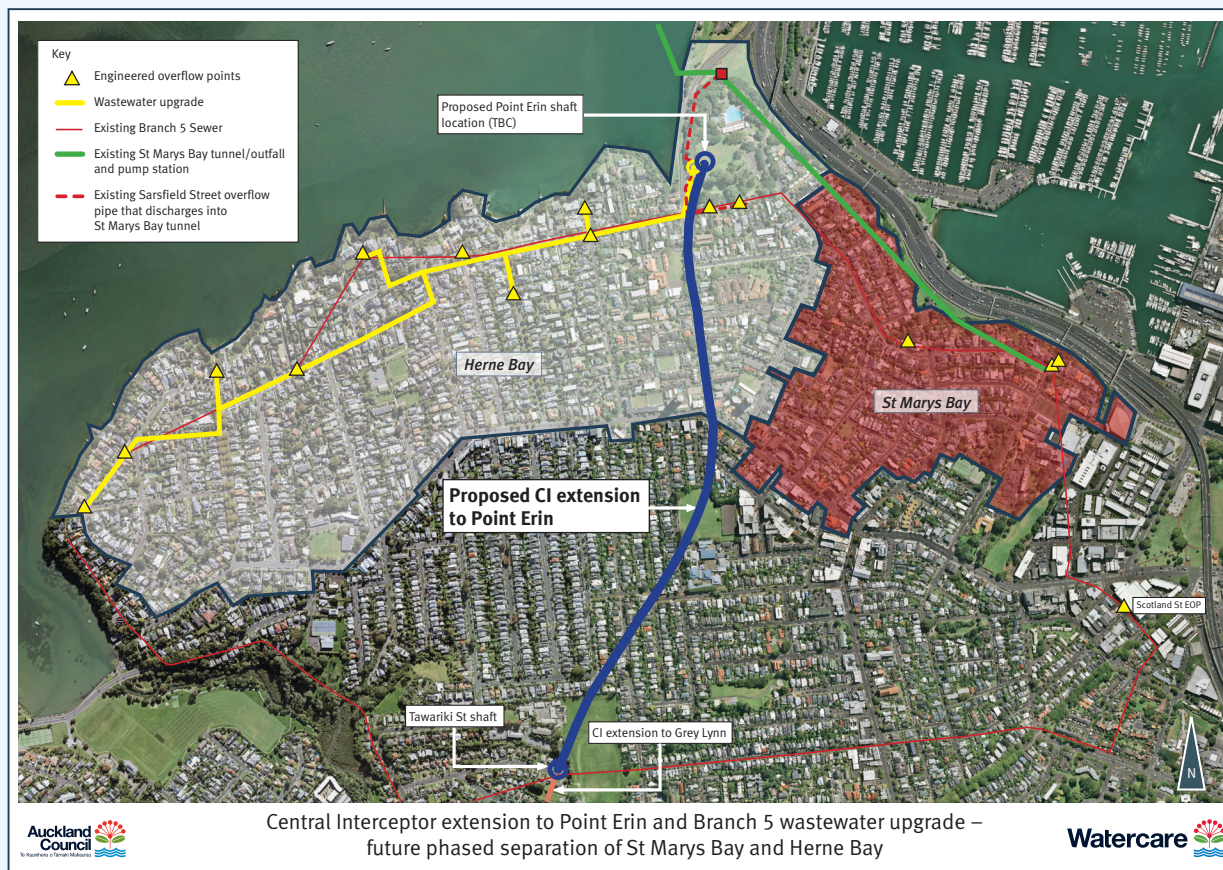 Key
Engineered overflow points
Wastewater upgrade
Existing Branch 5 Sewer
Existing St Marys Bay tunnel/outfall
and pump station
Existing Sarsfield Street overflow
pipe that discharges into
St Marys Bay tunnel
Proposed Point Erin shaft
location (TBC)
Herne Bay
St Marys Bay
Proposed CI extension
to Point Erin
Scotland St EOP
Tawariki St shaft
CI extension to Grey Lynn
N
Auckland
Council
Te Kaunihera o Tāmaki Makaurau
Central Interceptor extension to Point Erin and Branch 5 wastewater upgrade –
future phased separation of St Marys Bay and Herne Bay
Watercare